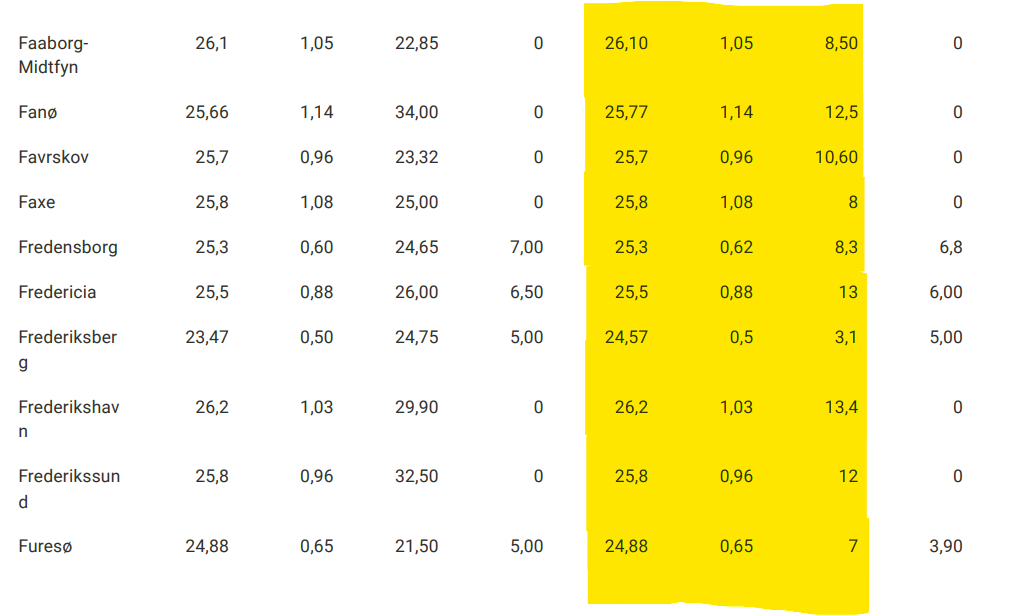 Faaborg- 26,1 1,05 22,85 0 26,10 1,05 8,50 0
Midtfyn
Fanø 25,66 1,14 34,00 0 25,77 1,14 12,5 0
Favrskov 25,7 0,96 23,32 0 25,7 0,96 10,60 0
Faxe 25,8 1,08 25,00 0 25,8 1,08 8 0
Fredensborg 25,3 0,60 24,65 7,00 25,3 0,62 8,3 6,8
Fredericia 25,5 0,88 26,00 6,50 25,5 0,88 13 6,00
Frederiksber 23,47 0,50 24,75 5,00 24,57 0,5 3,1 5,00
g
Frederikshav 26,2 1,03 29,90 0 26,2 1,03 13,4 0
n
Frederikssun 25,8 0,96 32,50 0 25,8 0,96 12 0
d
Furesø 24,88 0,65 21,50 5,00 24,88 0,65 7 3,90